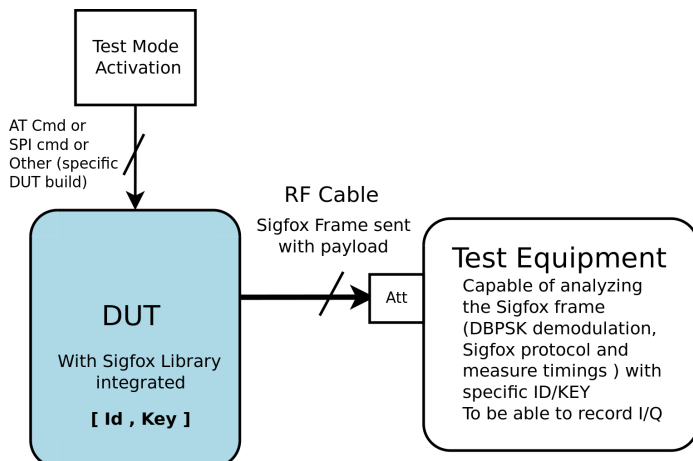 Test Mode
Activation
AT Cmd or
SPI cmd or
Other (specific
DUT build)
RF Cable
Sigfox Frame sent
with payload
Att
DUT
With Sigfox Library
integrated
[ Id , Key ]
Test Equipment
Capable of analyzing
the Sigfox frame
(DBPSK demodulation,
Sigfox protocol and
measure timings ) with
specific ID/KEY
To be able to record I/Q